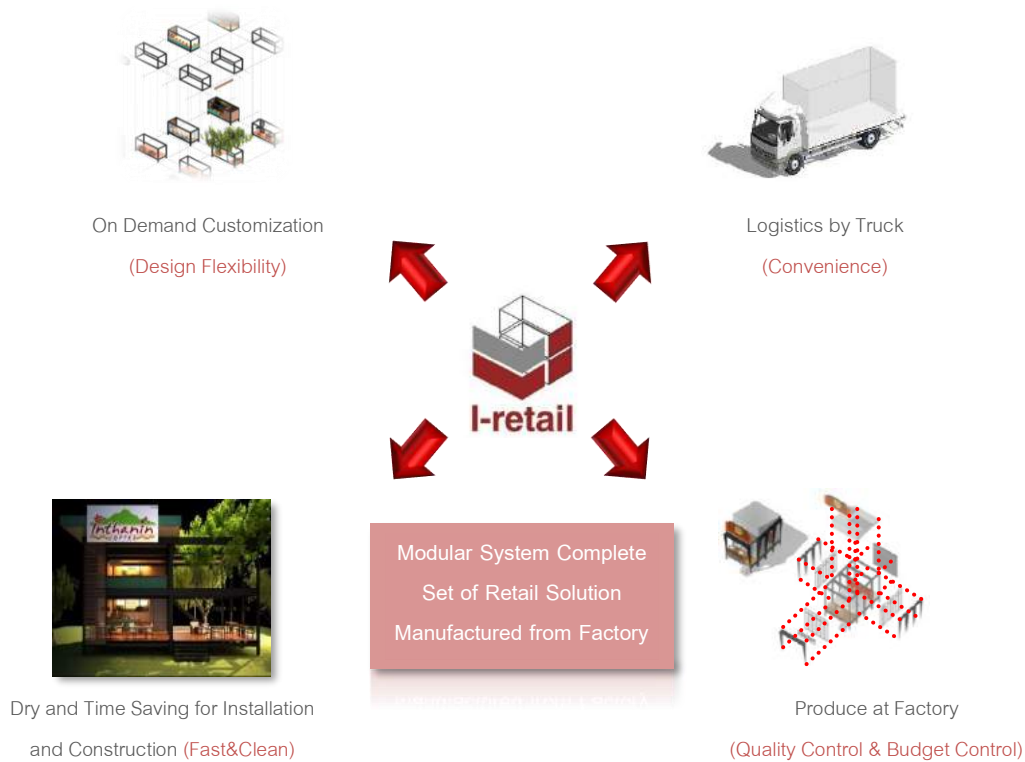 On Demand Customization
(Design Flexibility)
Logistics by Truck
(Convenience)
I-retail
Inthanin
COFFEE
Modular System Complete
Set of Retail Solution
Manufactured from Factory
Dry and Time Saving for Installation
and Construction (Fast&Clean)
Produce at Factory
(Quality Control & Budget Control)